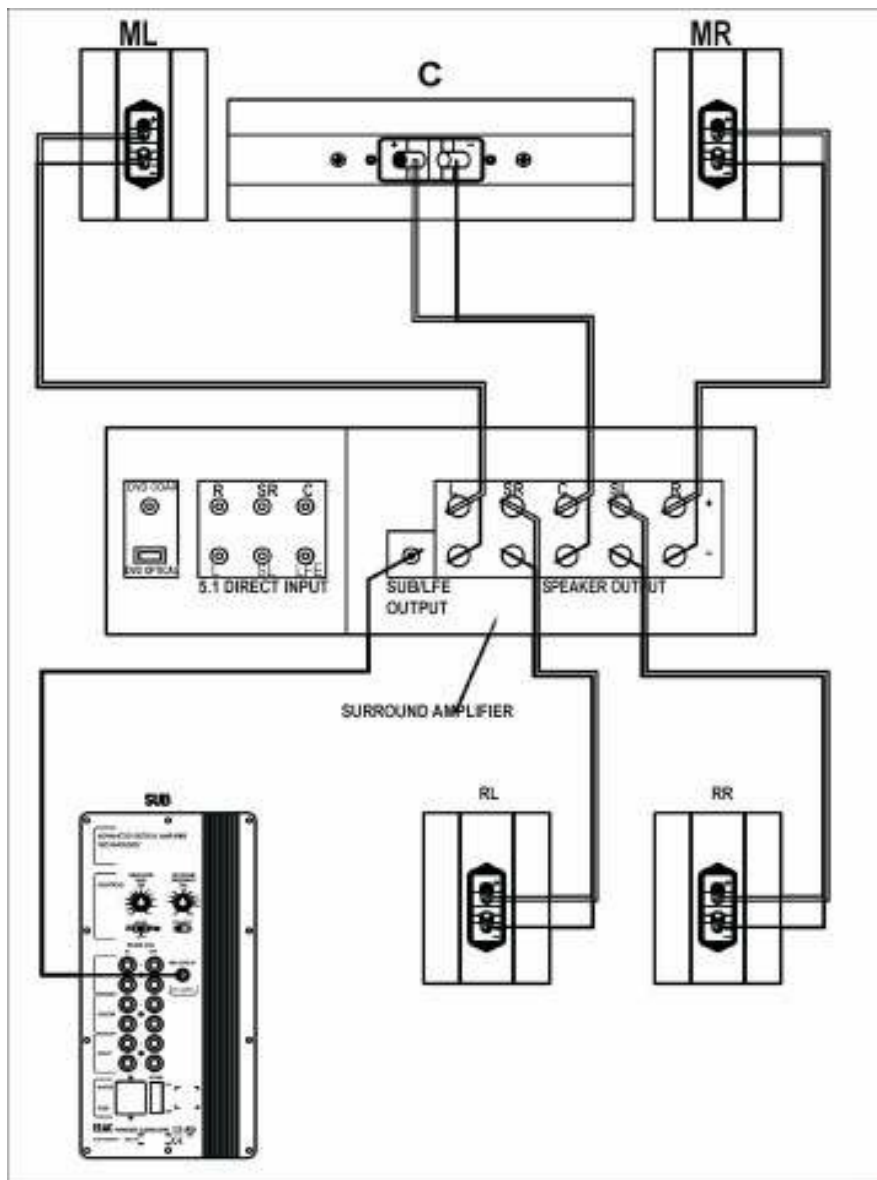 ML
MR
C
+ -
DVD COAX
R SR C
L SR C SL R
+
-
DVD OPTICAL
L SL LFE
5.1 DIRECT INPUT
SUB/LFE
OUTPUT
SPEAKER OUTPUT
SURROUND AMPLIFIER
SUB
RL
RR